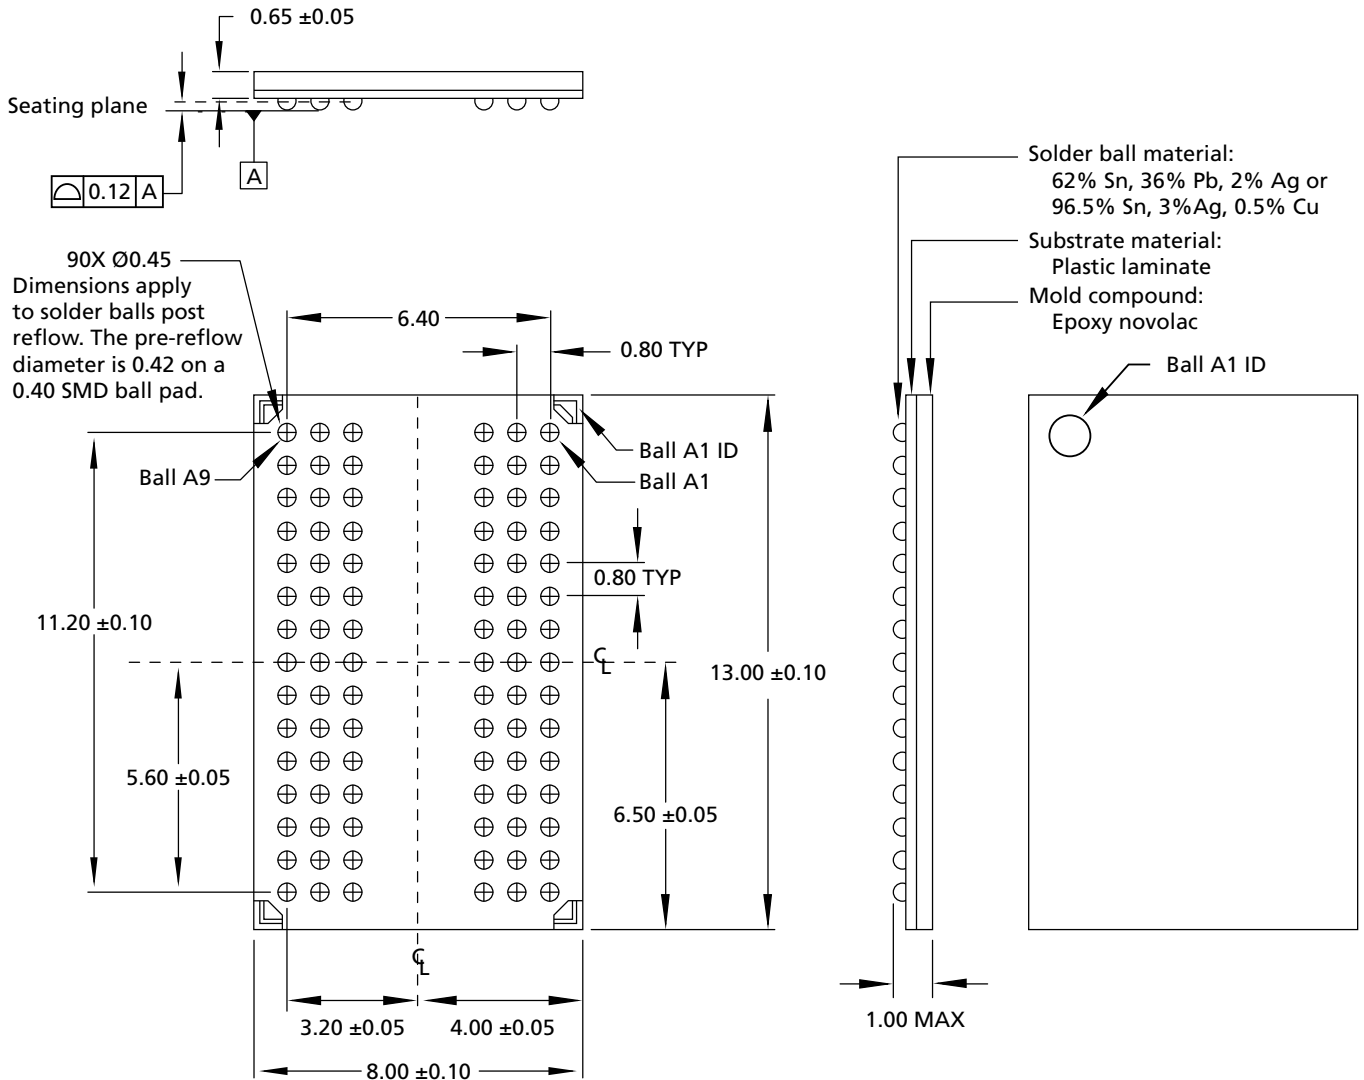 0.65 ±0.05
Seating plane
0.12 A
A
Solder ball material:
62% Sn, 36% Pb, 2% Ag or
96.5% Sn, 3%Ag, 0.5% Cu
Substrate material:
Plastic laminate
Mold compound:
Epoxy novolac
90X Ø0.45
Dimensions apply
to solder balls post
reflow. The pre-reflow
diameter is 0.42 on a
0.40 SMD ball pad.
6.40
0.80 TYP
Ball A1 ID
Ball A1 ID
Ball A9
Ball A1
0.80 TYP
11.20 ±0.10
CL
13.00 ±0.10
5.60 ±0.05
6.50 ±0.05
CL
3.20 ±0.05
4.00 ±0.05
1.00 MAX
8.00 ±0.10